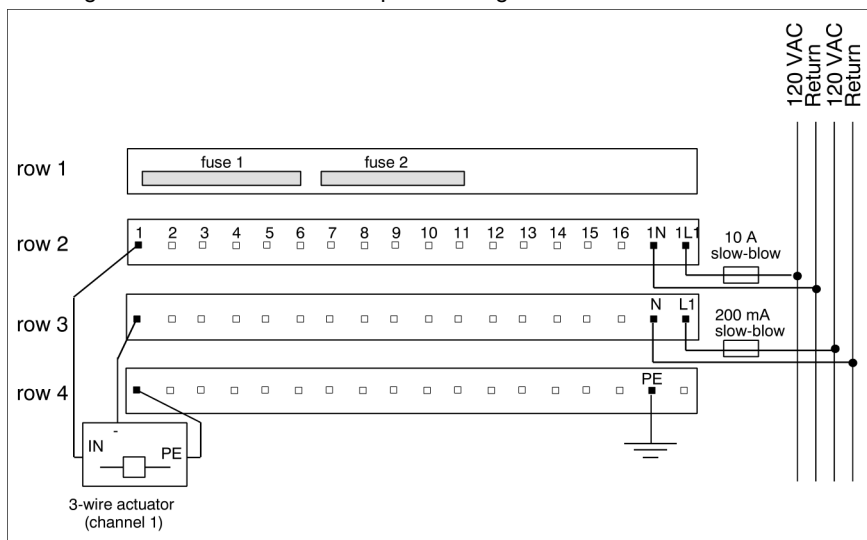 120 VAC
Return
120 VAC
Return
row 1
fuse 1
fuse 2
row 2
1 2 3 4 5 6 7 8 9 10 11 12 13 14 15 16 1N 1L1
10 A
slow-blow
row 3
N L1
200 mA
slow-blow
row 4
PE
-
IN
PE
3-wire actuator
(channel 1)